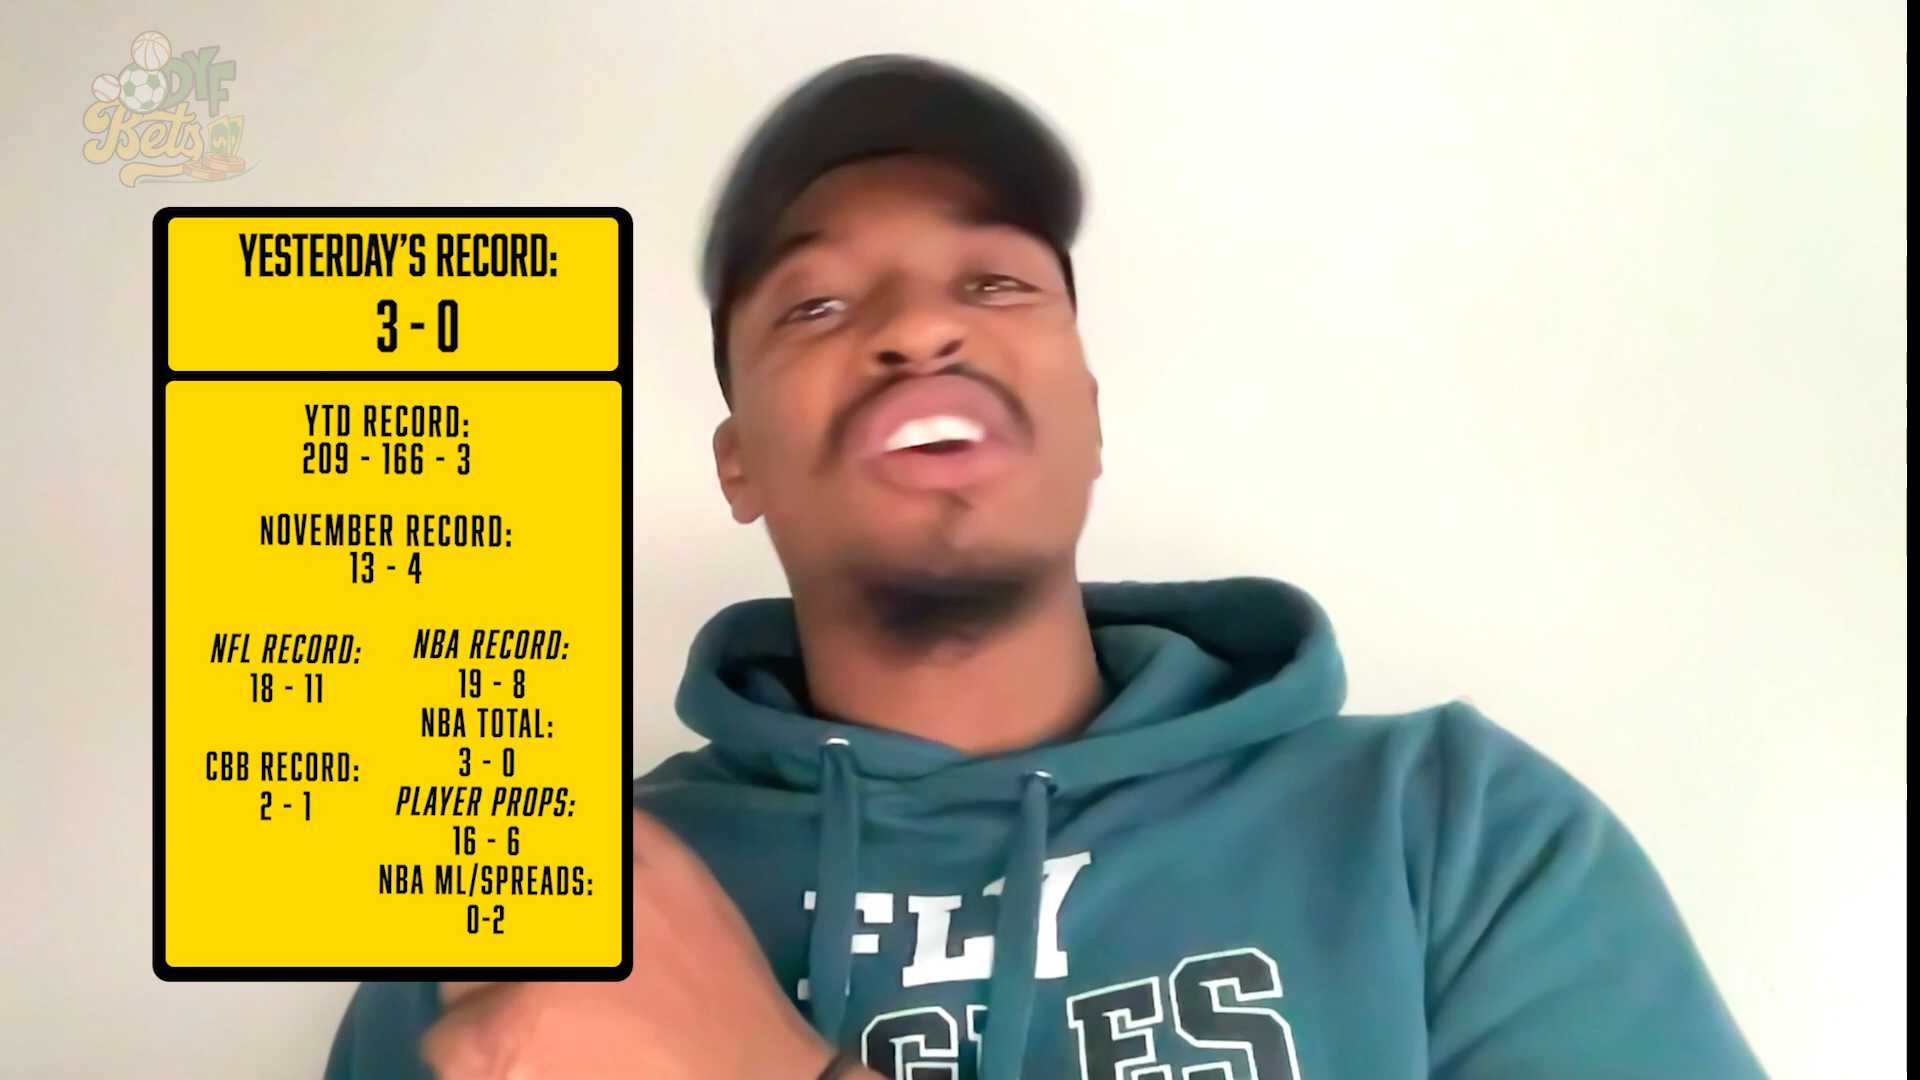 DYF
Bets
YESTERDAY'S RECORD:
3 - 0
YTD RECORD:
209 - 166 - 3
NOVEMBER RECORD:
13 - 4
NFL RECORD:
18 - 11
CBB RECORD:
2 - 1
NBA RECORD:
19 - 8
NBA TOTAL:
3 - 0
PLAYER PROPS:
16 - 6
NBA ML/SPREADS:
0-2
FLY